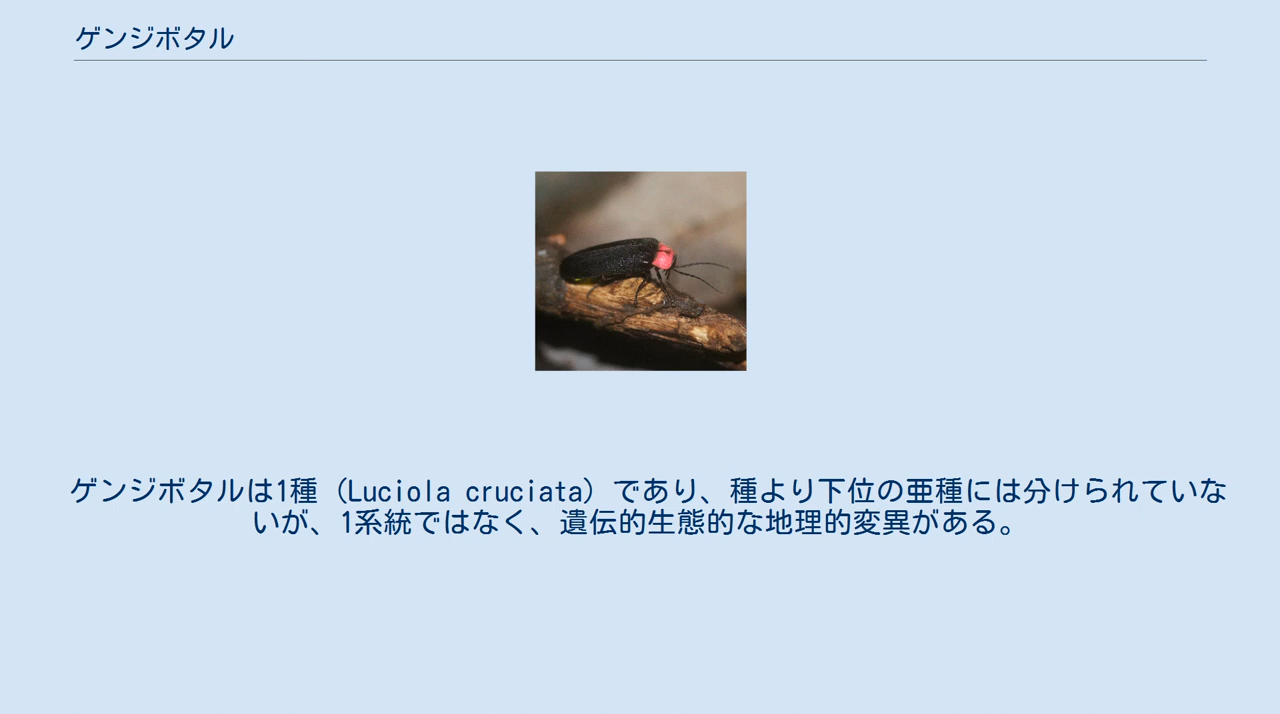 ゲンジボタル
ゲンジボタルは1種（Luciola cruciata）であり、種より下位の亜種には分けられていな
いが、1系統ではなく、遺伝的生態的な地理的変異がある。